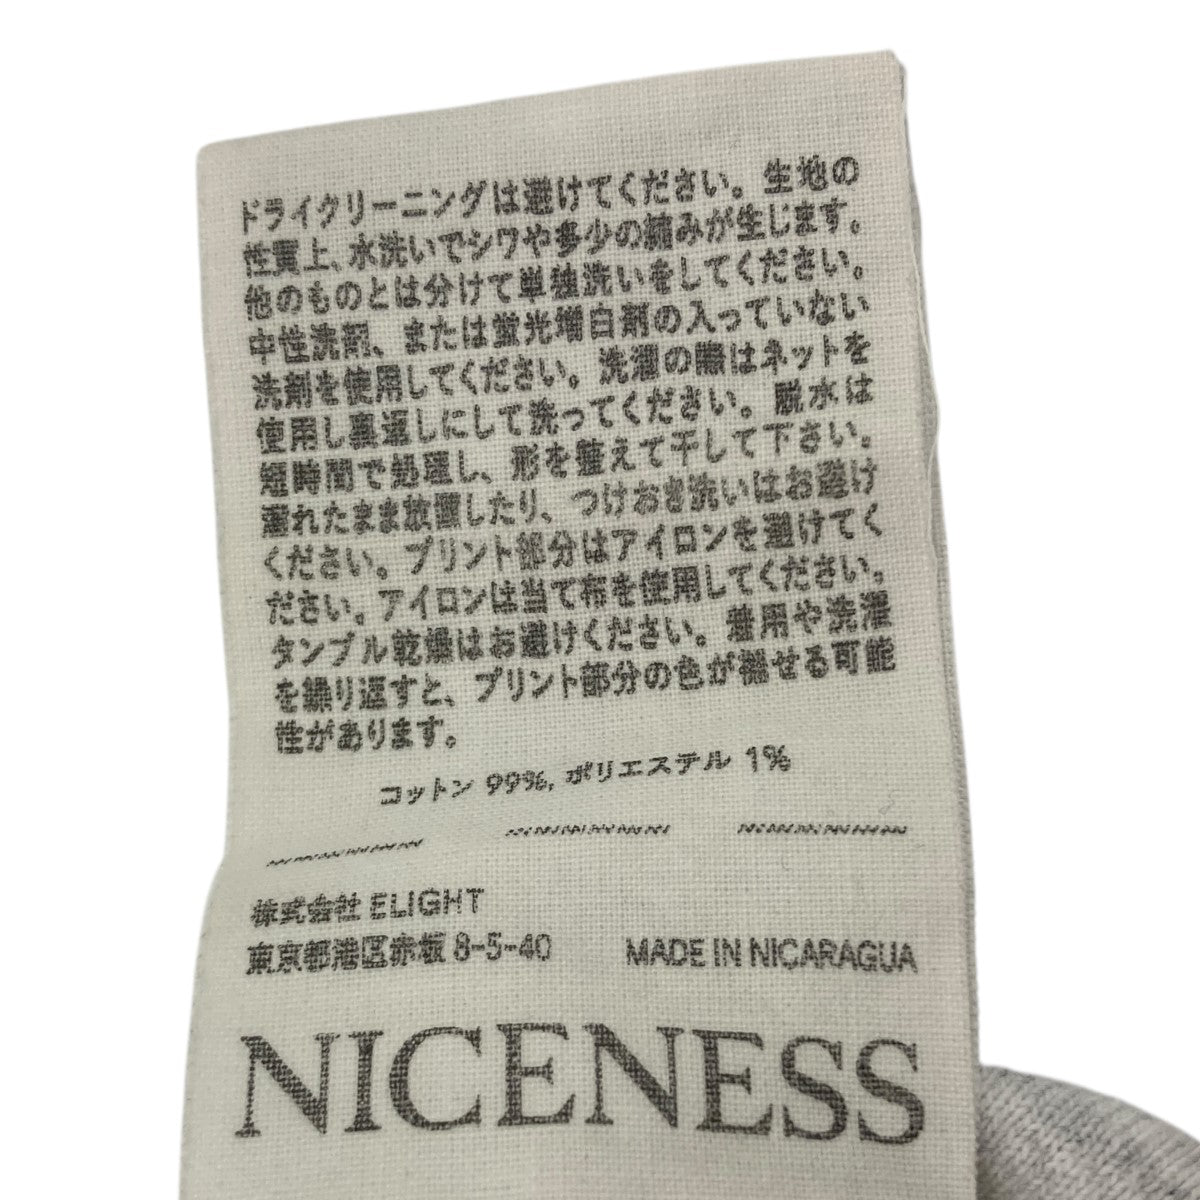 ドライクリーニングは避けてください。生地の
性質上、水洗いでシワや多少の縮みが生じます。
他のものとは分けて単独洗いをしてください。
中性洗剤、または蛍光増白剤の入っていない
洗剤を使用してください。洗濯の際はネットを
使用し裏返しにして洗ってください。脱水は
短時間で処理し、形を整えて干して下さい。
濡れたまま放置したり、つけおき洗いはお避け
ください。プリント部分はアイロンを避けてく
ださい。アイロンは当て布を使用してください。
タンブル乾燥はお避けください。着用や洗濯
を繰り返すと、プリント部分の色が褪せる可能
性があります。
コットン 99%, ポリエステル 1%
株式会社 ELIGHT
東京都港区赤坂 8-5-40 MADE IN NICARAGUA
NICENESS